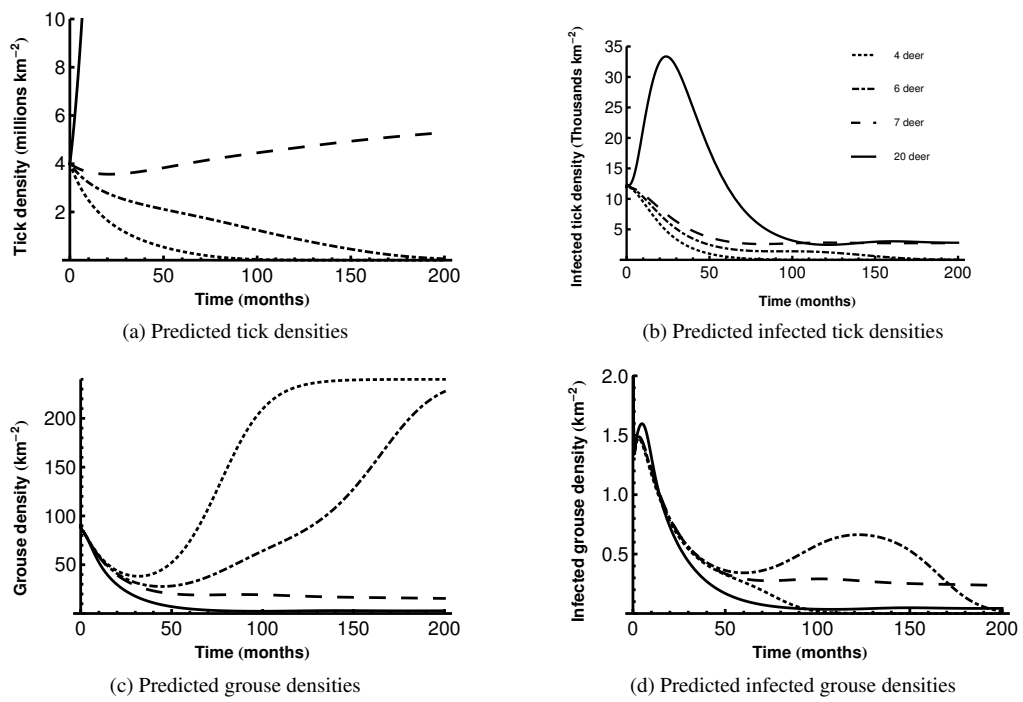 10
8
6
4
2
0 50 100 150 200
Tick density (millions km−2)
Time (months)
(a) Predicted tick densities
35
30
25
20
15
10
5
0 50 100 150 200
Infected tick density (Thousands km−2)
Time (months)
4 deer
6 deer
7 deer
20 deer
(b) Predicted infected tick densities
200
150
100
50
0 50 100 150 200
Grouse density (km−2)
Time (months)
(c) Predicted grouse densities
2.0
1.5
1.0
0.5
0 50 100 150 200
Infected grouse density (km−2)
Time (months)
(d) Predicted infected grouse densities